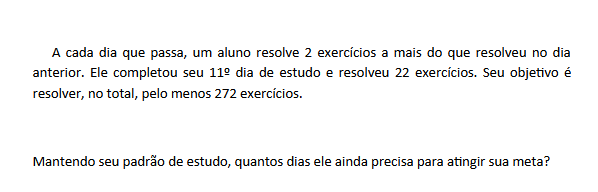 A cada dia que passa, um aluno resolve 2 exercícios a mais do que resolveu no dia
anterior. Ele completou seu 11º dia de estudo e resolveu 22 exercícios. Seu objetivo é
resolver, no total, pelo menos 272 exercícios.
Mantendo seu padrão de estudo, quantos dias ele ainda precisa para atingir sua meta?